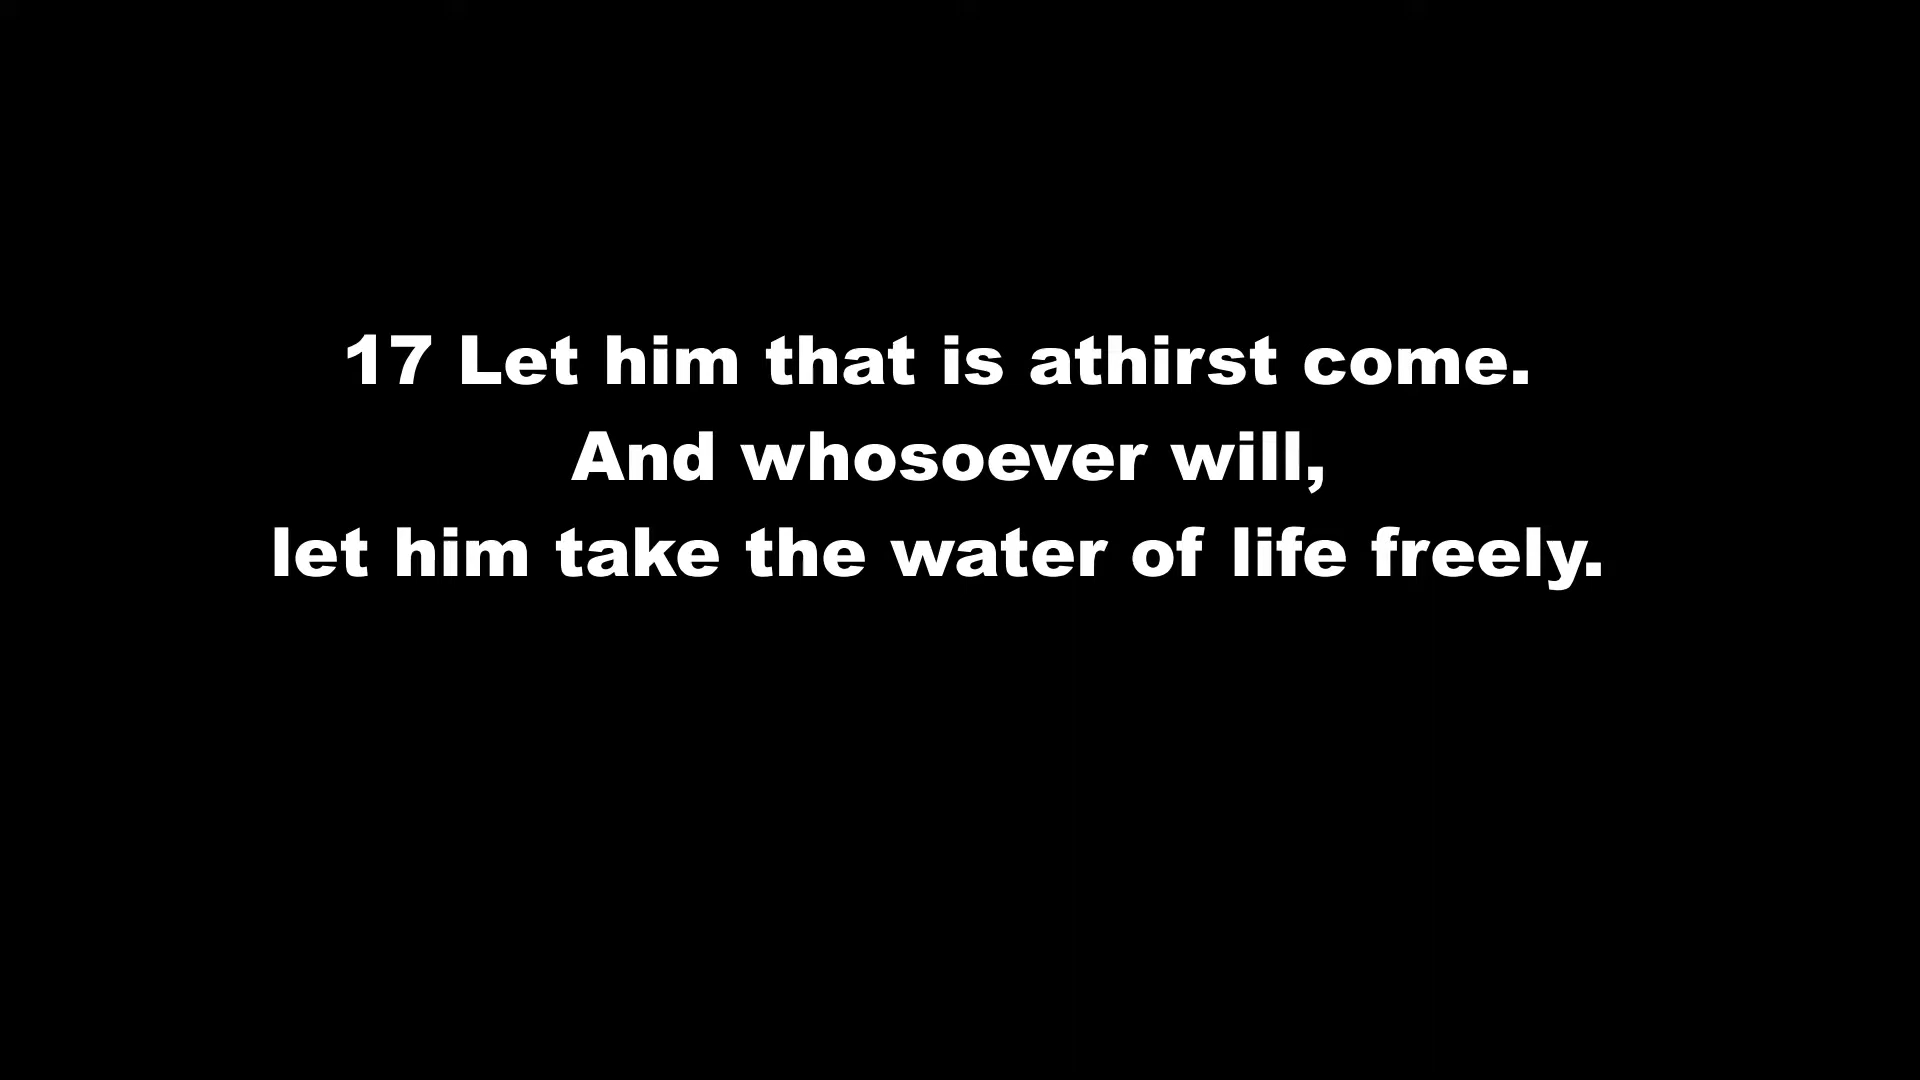 17 Let him that is athirst come.
And whosoever will,
let him take the water of life freely.